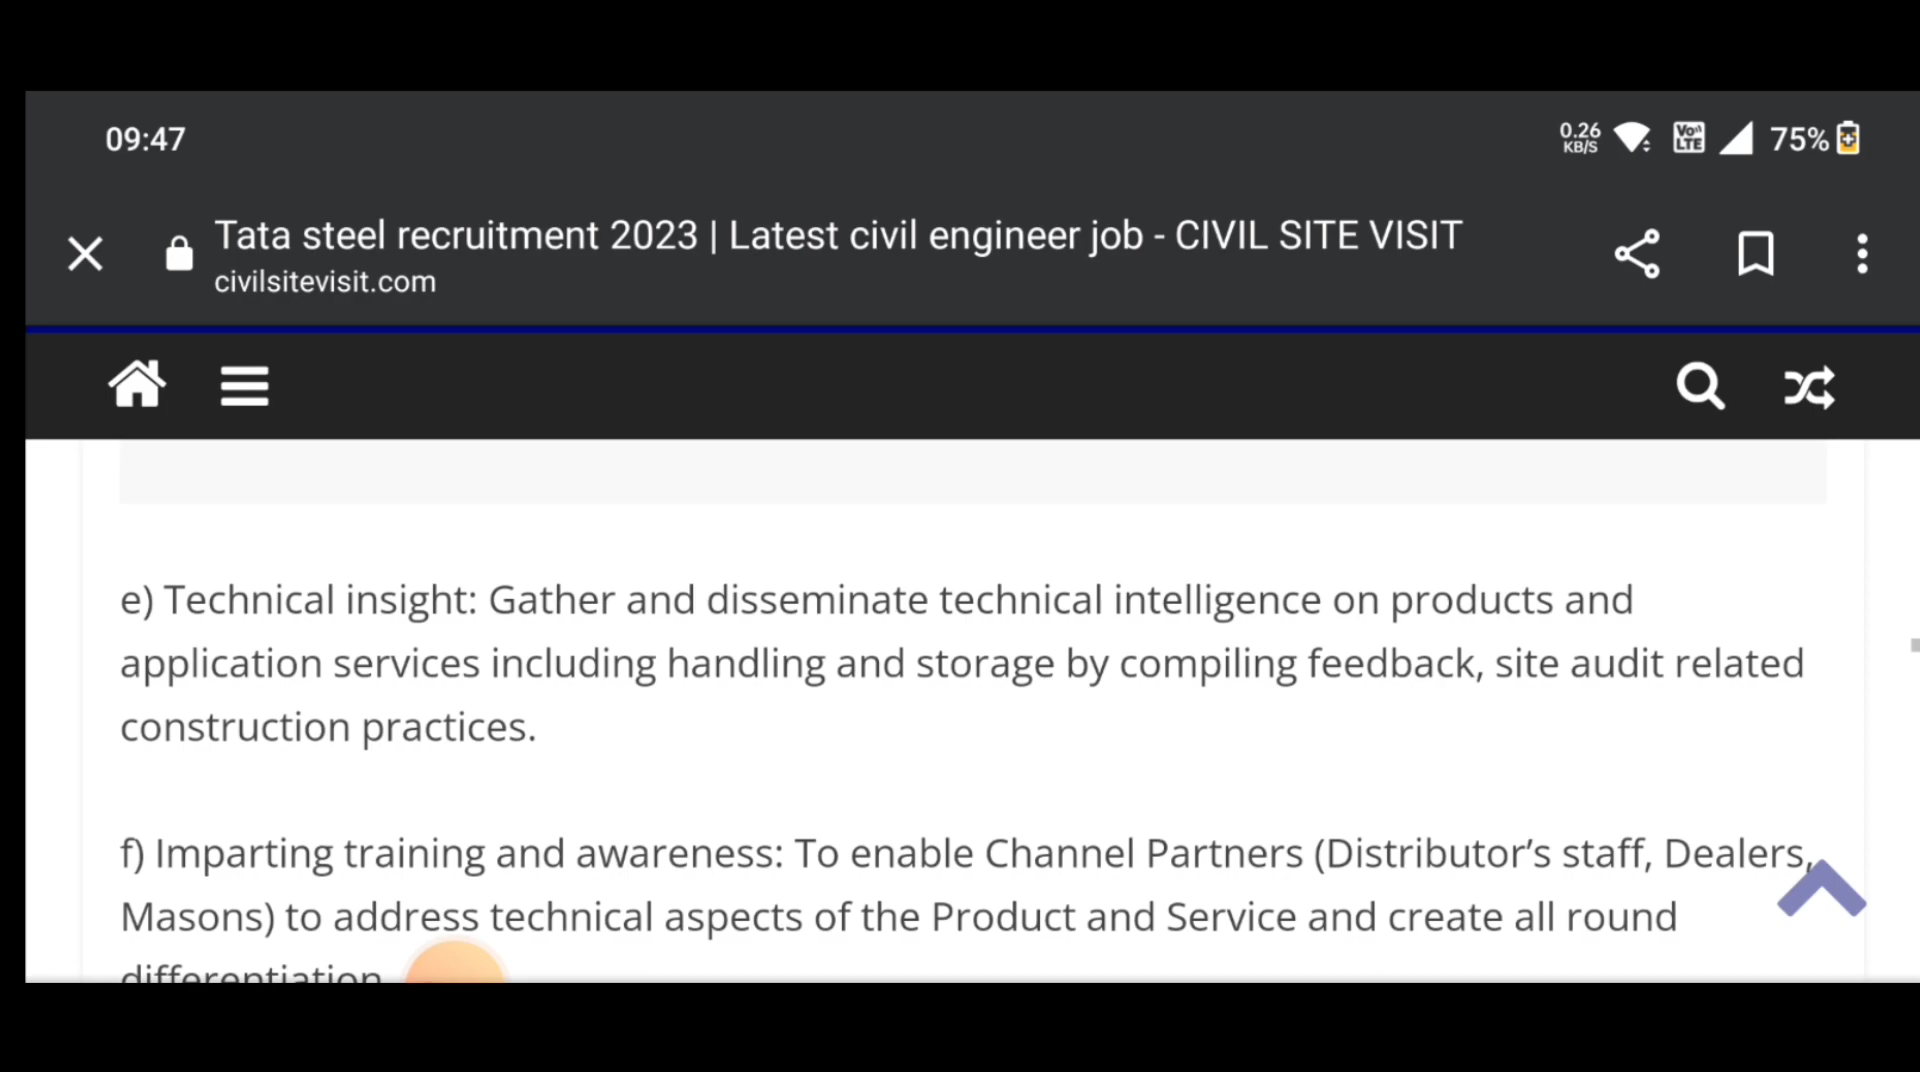 09:47
0.26
KB/S
Vo))
LTE
75%
Tata steel recruitment 2023 | Latest civil engineer job - CIVIL SITE VISIT
civilsitevisit.com
e) Technical insight: Gather and disseminate technical intelligence on products and
application services including handling and storage by compiling feedback, site audit related
construction practices.
f) Imparting training and awareness: To enable Channel Partners (Distributor’s staff, Dealers,
Masons) to address technical aspects of the Product and Service and create all round
differentiation